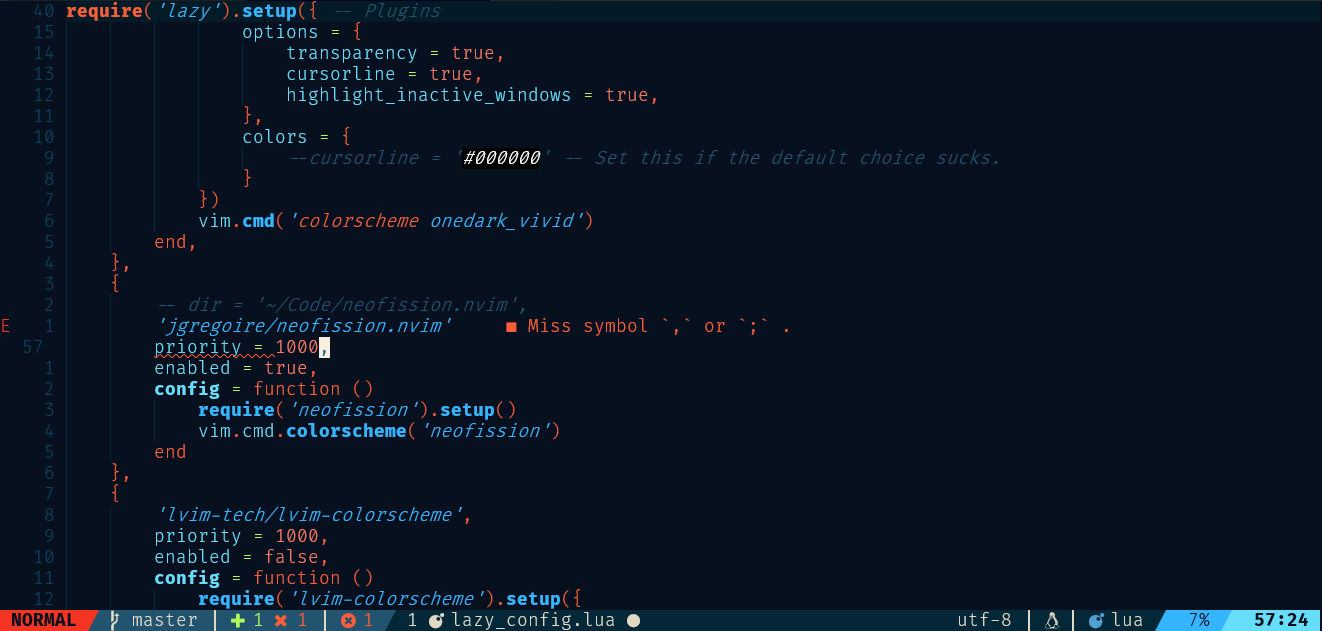 40 require('lazy').setup({ -- Plugins
15 options = {
14 transparency = true,
13 cursorline = true,
12 highlight_inactive_windows = true,
11 },
10 colors = {
9 --cursorline = '#000000' -- Set this if the default choice sucks.
8 }
7 })
6 vim.cmd('colorscheme onedark_vivid')
5 end,
4 },
3 {
2 -- dir = '~/Code/neofission.nvim',
E 1 'jgregoire/neofission.nvim' ■ Miss symbol `,` or `;` .
57 priority = 1000,
1 enabled = true,
2 config = function ()
3 require('neofission').setup()
4 vim.cmd.colorscheme('neofission')
5 end
6 },
7 {
8 'lvim-tech/lvim-colorscheme',
9 priority = 1000,
10 enabled = false,
11 config = function ()
12 require('lvim-colorscheme').setup({
NORMAL master 1 1 1 1 lazy_config.lua ● utf-8 lua 7% 57:24